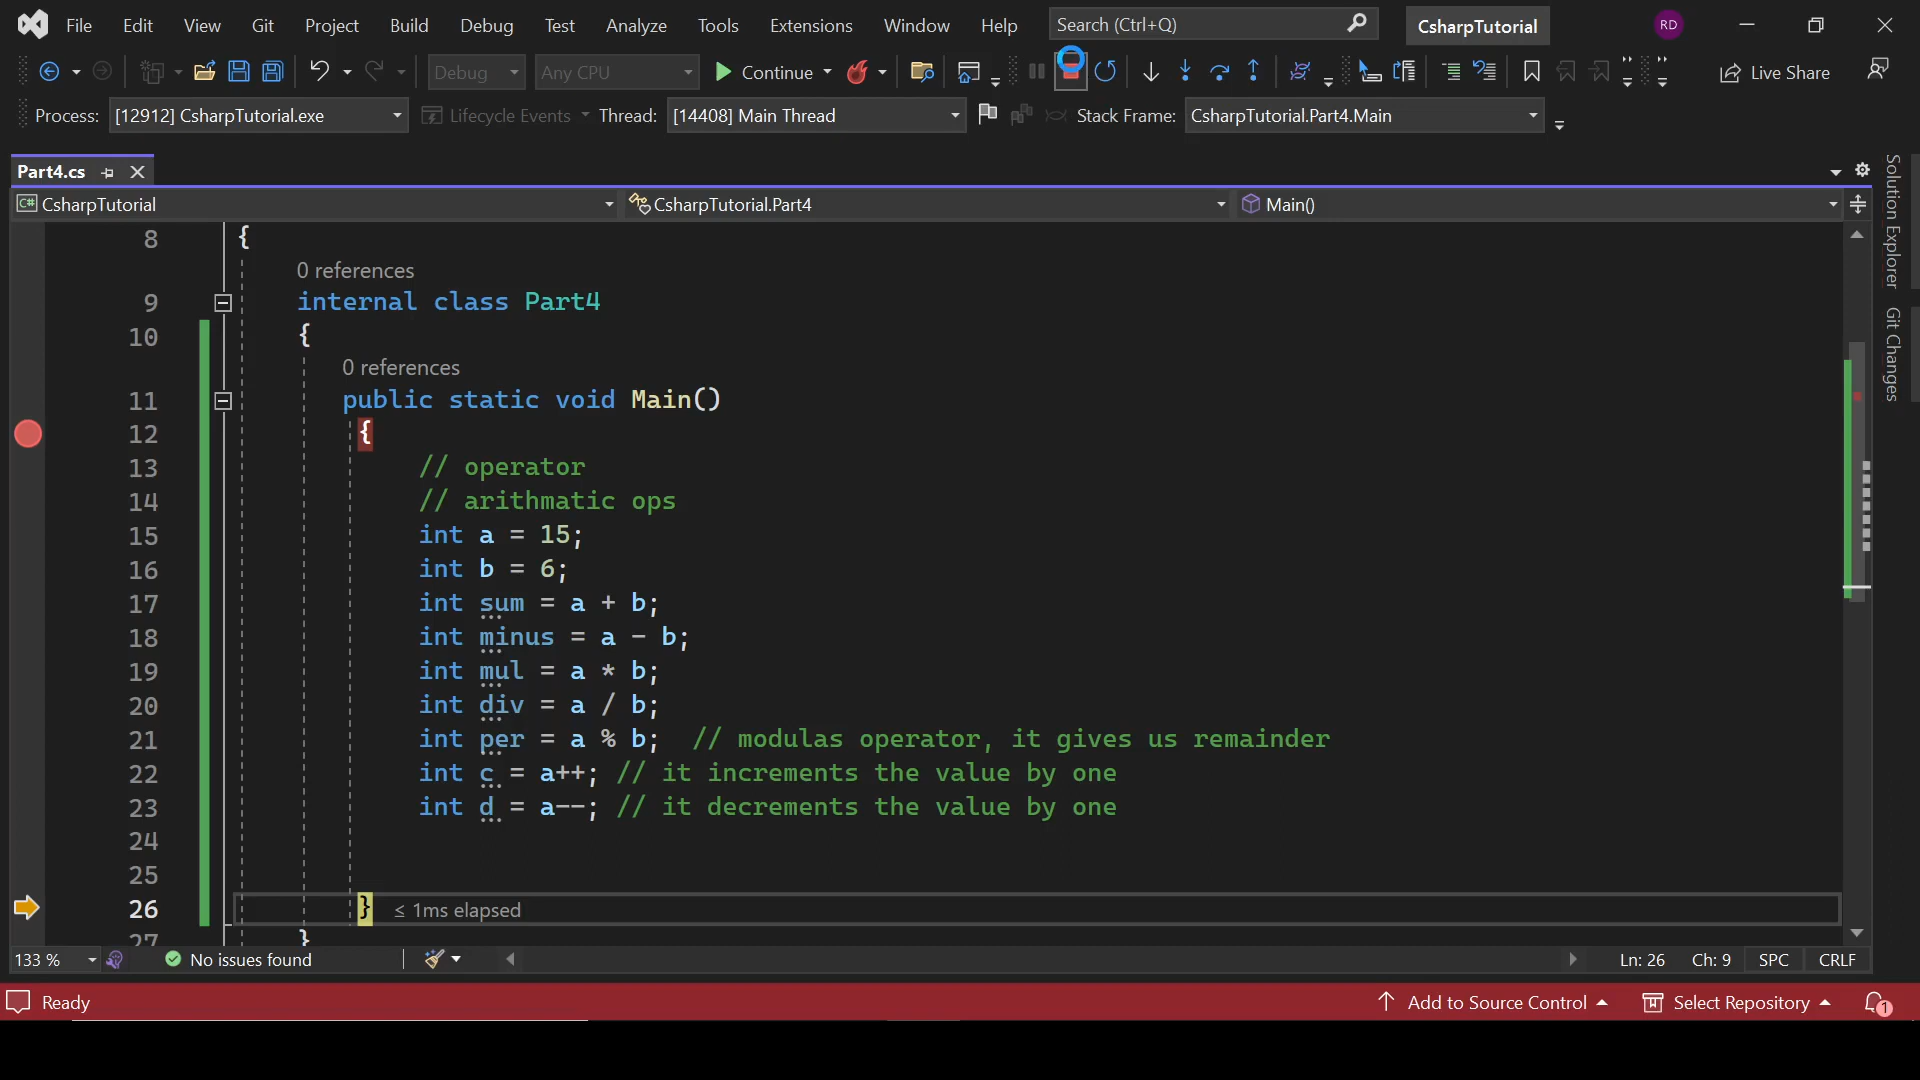 File Edit View Git Project Build Debug Test Analyze Tools Extensions Window Help Search (Ctrl+Q) CsharpTutorial RD
Debug Any CPU Continue Live Share
Process: [12912] CsharpTutorial.exe Lifecycle Events Thread: [14408] Main Thread Stack Frame: CsharpTutorial.Part4.Main
Part4.cs
C# CsharpTutorial CsharpTutorial.Part4 Main()
Solution Explorer
Git Changes
8 {
0 references
9 internal class Part4
10 {
0 references
11 public static void Main()
12 {
13 // operator
14 // arithmatic ops
15 int a = 15;
16 int b = 6;
17 int sum = a + b;
18 int minus = a - b;
19 int mul = a * b;
20 int div = a / b;
21 int per = a % b; // modulas operator, it gives us remainder
22 int c = a++; // it increments the value by one
23 int d = a--; // it decrements the value by one
24
25
26 } ≤ 1ms elapsed
27 }
133 % No issues found Ln: 26 Ch: 9 SPC CRLF
Ready Add to Source Control Select Repository 1